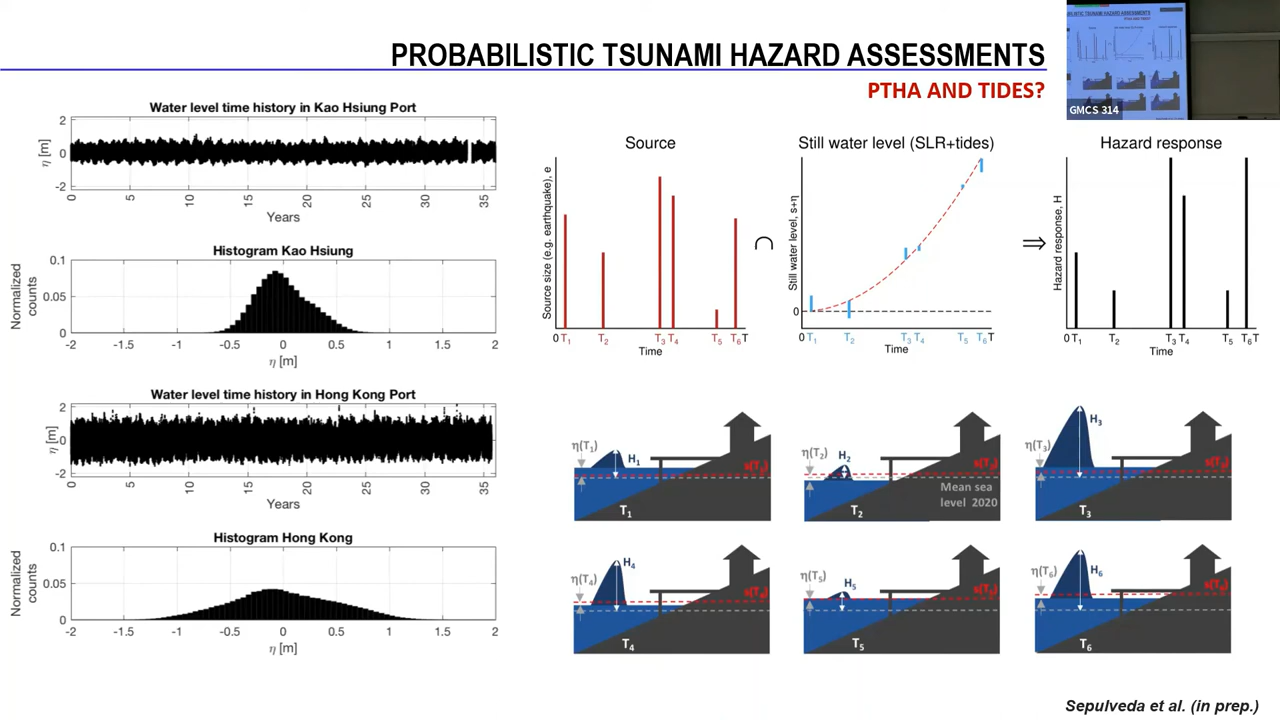 PROBABILISTIC TSUNAMI HAZARD ASSESSMENTS
PTHA AND TIDES?
GMCS 314
Water level time history in Kao Hsiung Port
η [m]
2
0
-2
0 5 10 15 20 25 30 35
Years
Histogram Kao Hsiung
Normalized counts
0.1
0.05
0
-2 -1.5 -1 -0.5 0 0.5 1 1.5 2
η [m]
Water level time history in Hong Kong Port
η [m]
2
0
-2
0 5 10 15 20 25 30 35
Years
Histogram Hong Kong
Normalized counts
0.1
0.05
0
-2 -1.5 -1 -0.5 0 0.5 1 1.5 2
η [m]
Source
Source size (e.g. earthquake), e
0 T1 T2 T3 T4 T5 T6 T
Time
⊂
Still water level (SLR+tides)
Still water level, s+η
0
0 T1 T2 T3 T4 T5 T6 T
Time
⇒
Hazard response
Hazard response, H
0 T1 T2 T3 T4 T5 T6 T
Time
η(T1) H1 T1
η(T2) H2 Mean sea level 2020 T2
η(T3) H3 T3
η(T4) H4 T4
η(T5) H5 T5
η(T6) H6 T6
Sepulveda et al. (in prep.)